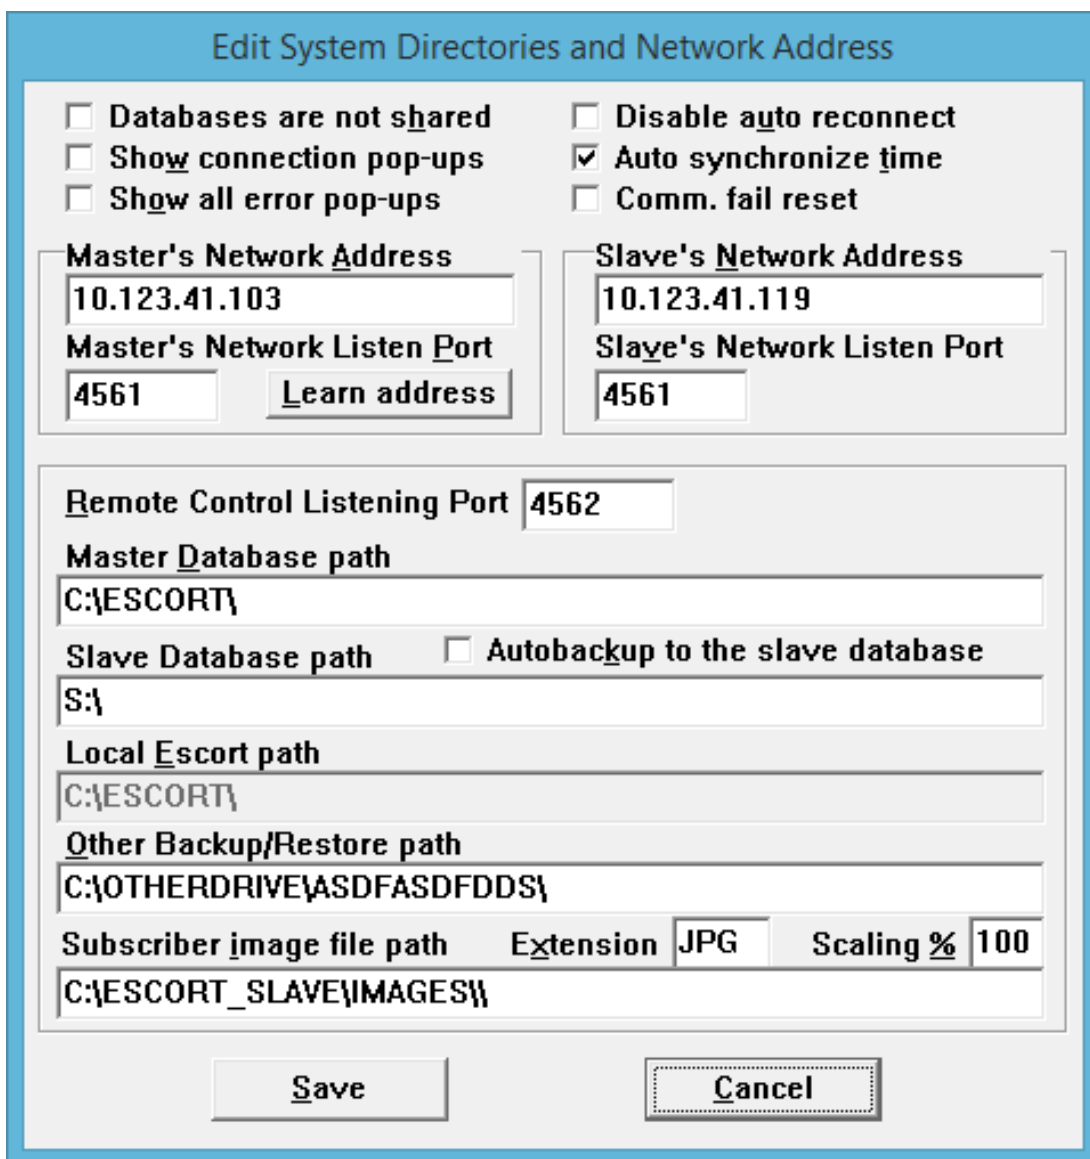 Edit System Directories and Network Address
Databases are not shared
Disable auto reconnect
Show connection pop-ups
Auto synchronize time
Show all error pop-ups
Comm. fail reset
Master's Network Address
Slave's Network Address
10.123.41.103
10.123.41.119
Master's Network Listen Port
Slave's Network Listen Port
4561
Learn address
4561
Remote Control Listening Port 4562
Master Database path
C:\ESCORT\
Slave Database path
Autobackup to the slave database
S:\
Local Escort path
C:\ESCORT\
Other Backup/Restore path
C:\OTHERDRIVE\ASDFASDFDDS\
Subscriber image file path
Extension JPG
Scaling % 100
C:\ESCORT_SLAVE\IMAGES\\
Save
Cancel